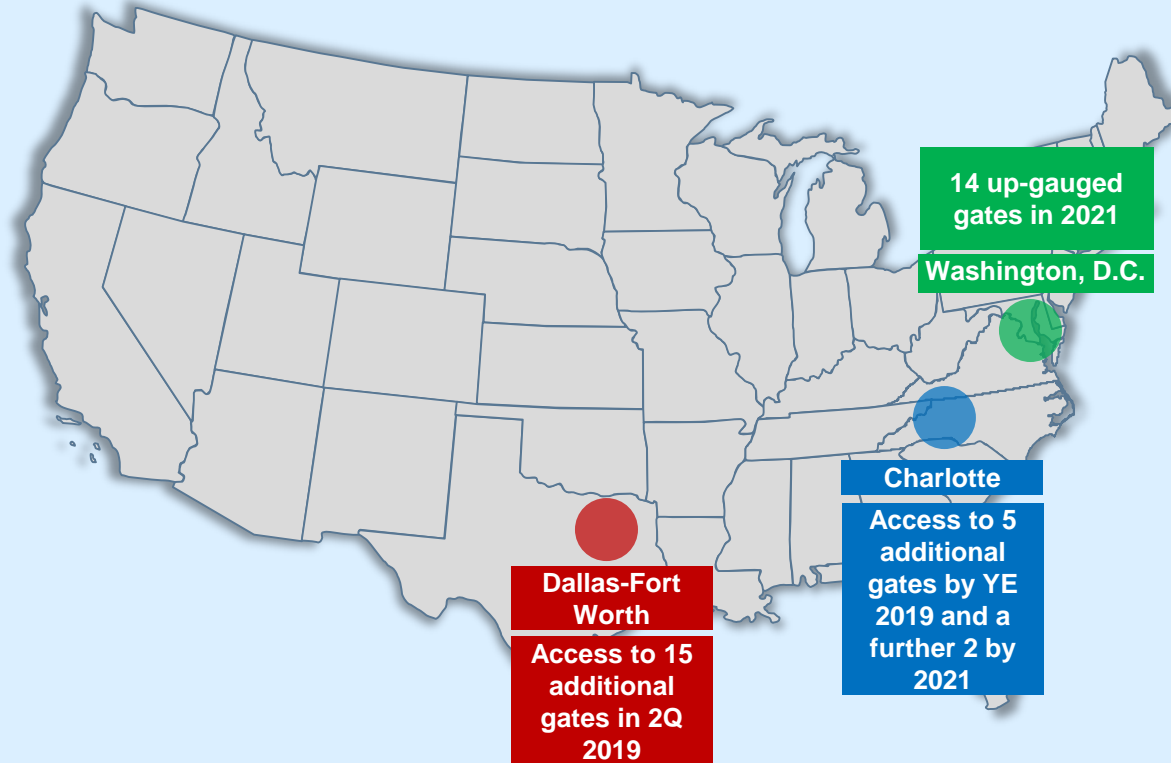 14 up-gauged
gates in 2021
Washington, D.C.
Charlotte
Access to 5
additional
gates by YE
2019 and a
further 2 by
2021
Dallas-Fort
Worth
Access to 15
additional
gates in 2Q
2019